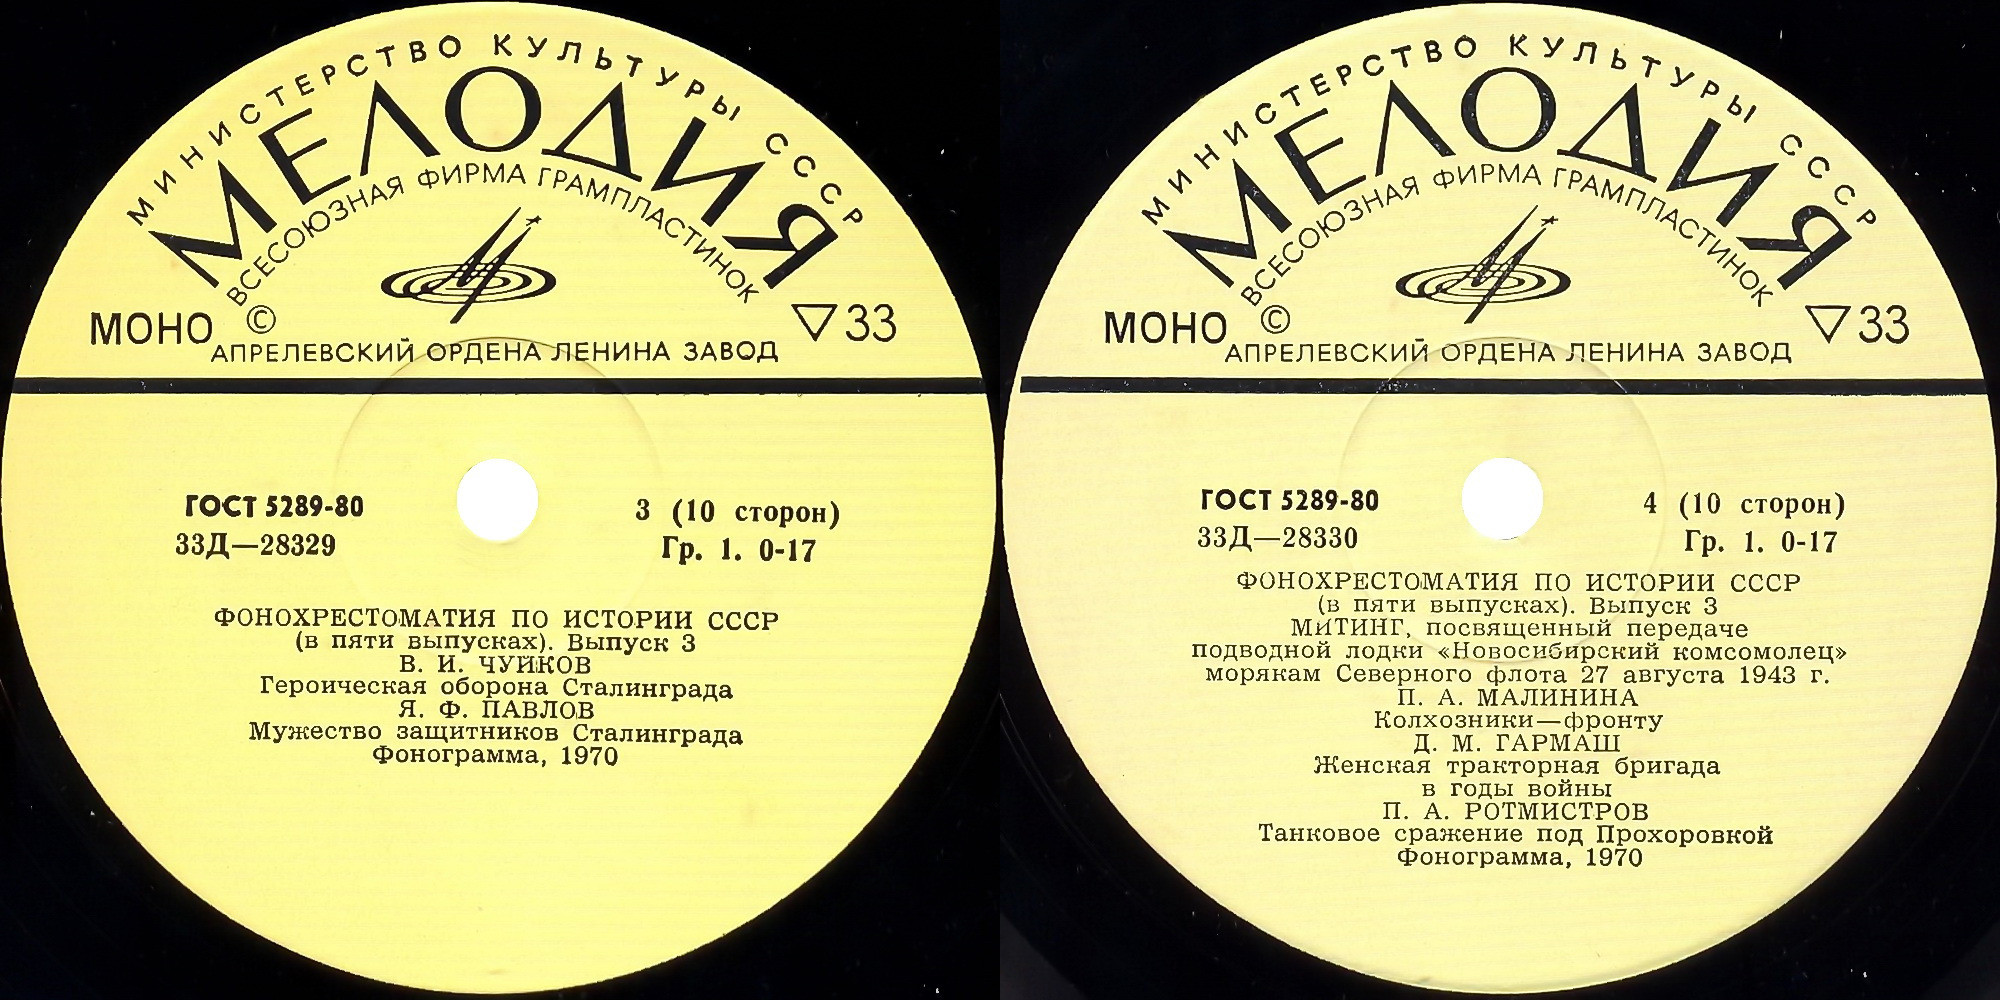 МИНИСТЕРСТВО КУЛЬТУРЫ СССР
МЕЛОДИЯ
ВСЕСОЮЗНАЯ ФИРМА ГРАМПЛАСТИНОК
МОНО © ▽33
АПРЕЛЕВСКИЙ ОРДЕНА ЛЕНИНА ЗАВОД
ГОСТ 5289-80 3 (10 сторон)
33Д—28329 Гр. 1. 0-17
ФОНОХРЕСТОМАТИЯ ПО ИСТОРИИ СССР
(в пяти выпусках). Выпуск 3
В. И. ЧУЙКОВ
Героическая оборона Сталинграда
Я. Ф. ПАВЛОВ
Мужество защитников Сталинграда
Фонограмма, 1970
МИНИСТЕРСТВО КУЛЬТУРЫ СССР
МЕЛОДИЯ
ВСЕСОЮЗНАЯ ФИРМА ГРАМПЛАСТИНОК
МОНО © ▽33
АПРЕЛЕВСКИЙ ОРДЕНА ЛЕНИНА ЗАВОД
ГОСТ 5289-80 4 (10 сторон)
33Д—28330 Гр. 1. 0-17
ФОНОХРЕСТОМАТИЯ ПО ИСТОРИИ СССР
(в пяти выпусках). Выпуск 3
МИТИНГ, посвященный передаче
подводной лодки «Новосибирский комсомолец»
морякам Северного флота 27 августа 1943 г.
П. А. МАЛИНИНА
Колхозники—фронту
Д. М. ГАРМАШ
Женская тракторная бригада
в годы войны
П. А. РОТМИСТРОВ
Танковое сражение под Прохоровкой
Фонограмма, 1970